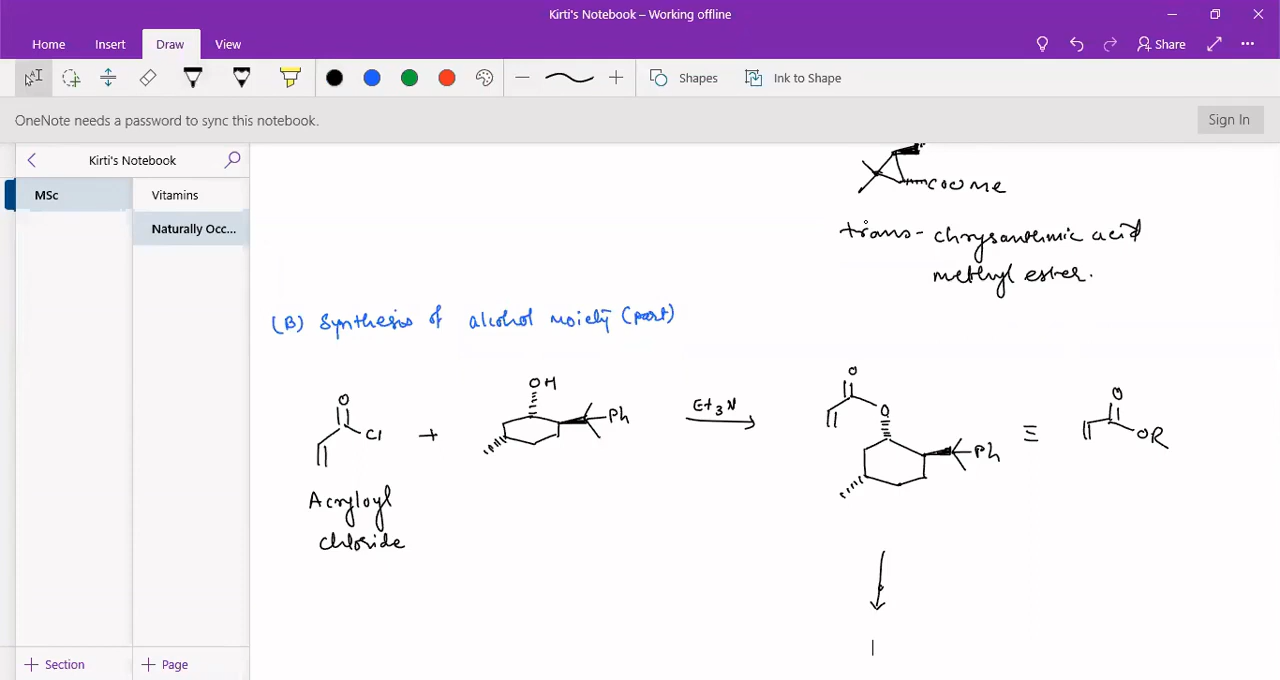 Kirti's Notebook – Working offline
Home Insert Draw View
Share
Shapes Ink to Shape
OneNote needs a password to sync this notebook.
Sign In
Kirti's Notebook
MSc
Vitamins
Naturally Occ...
COOMe
trans- chrysanthimic acid
methyl ester.
(B) Synthesis of alcohol moiety (part)
O
Cl
+
OH
Ph
Et3N
O
O
Ph
≡
O
OR
Acryloyl
chloride
+ Section + Page